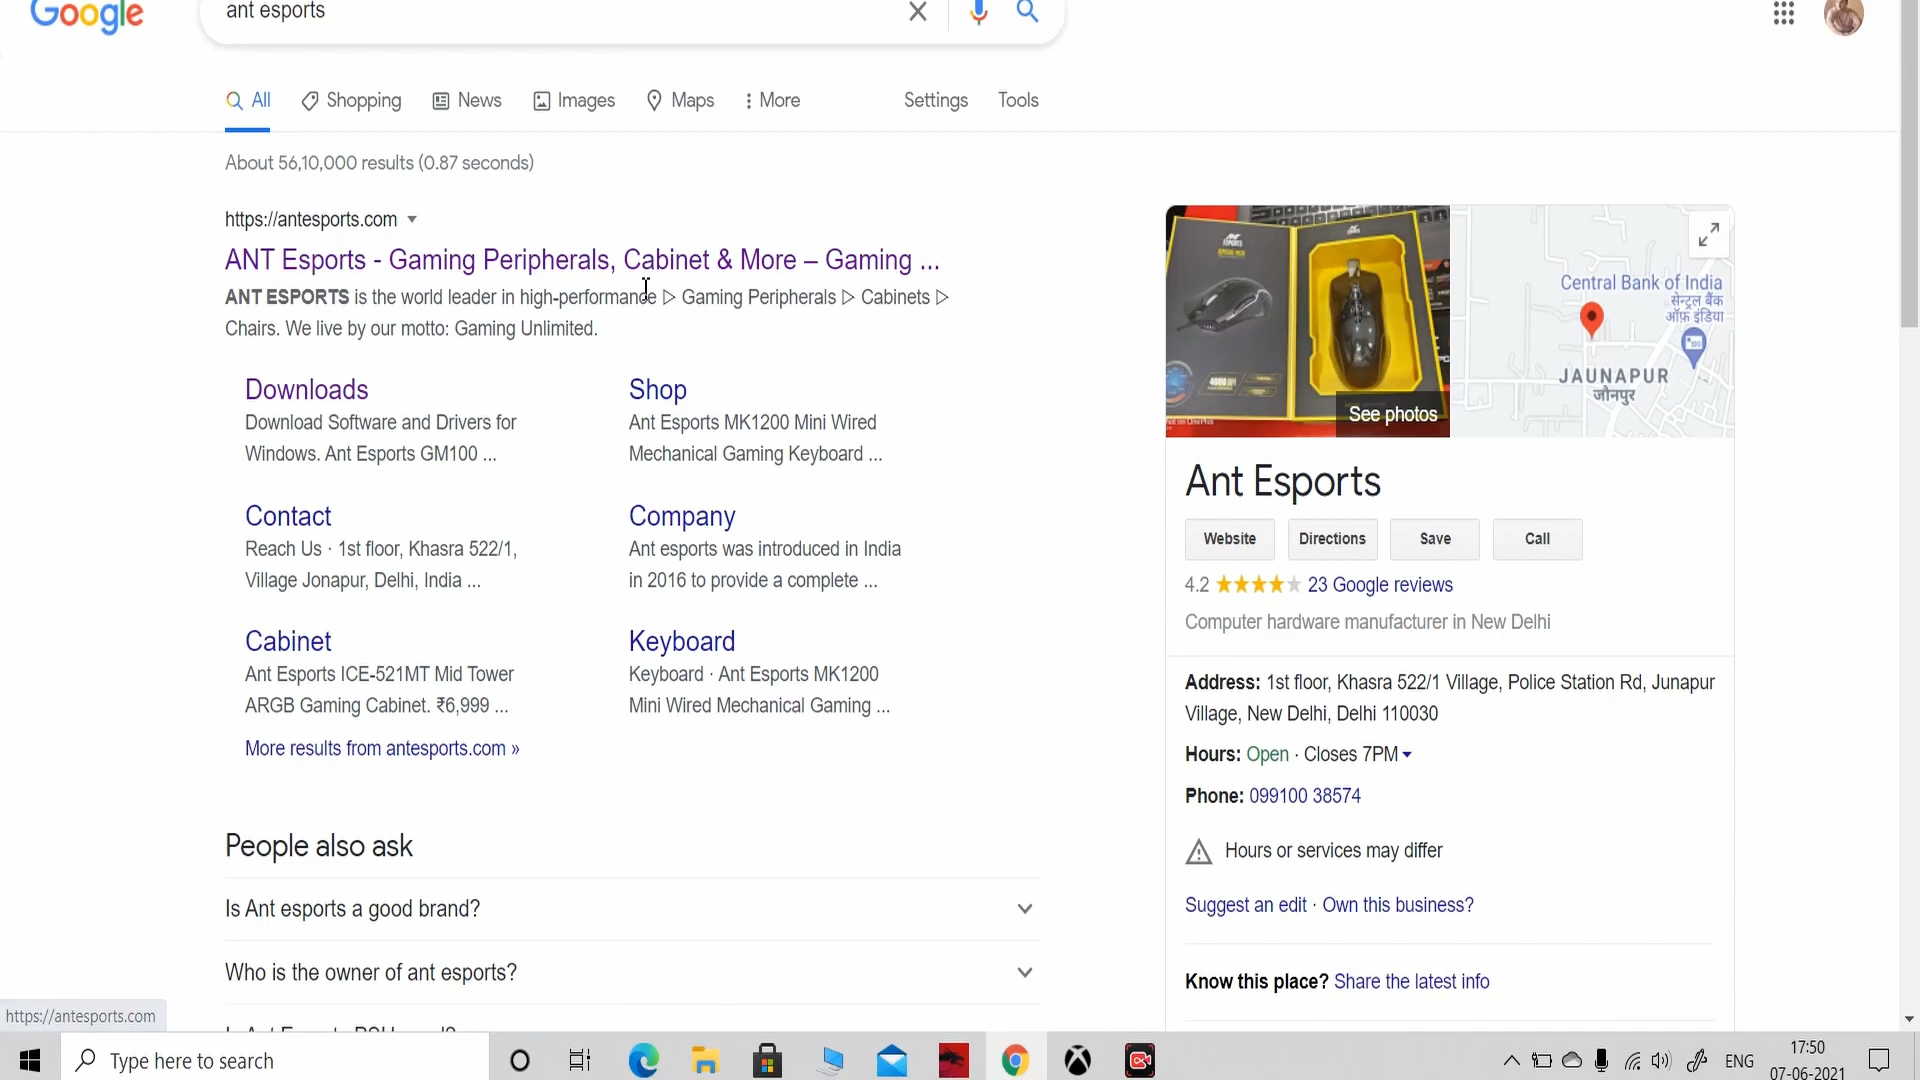 Google
ant esports
All
Shopping
News
Images
Maps
More
Settings
Tools
About 56,10,000 results (0.87 seconds)
https://antesports.com
ANT Esports - Gaming Peripherals, Cabinet & More – Gaming ...
ANT ESPORTS is the world leader in high-performance ▷ Gaming Peripherals ▷ Cabinets ▷
Chairs. We live by our motto: Gaming Unlimited.
Downloads
Download Software and Drivers for
Windows. Ant Esports GM100 ...
Shop
Ant Esports MK1200 Mini Wired
Mechanical Gaming Keyboard ...
Contact
Reach Us · 1st floor, Khasra 522/1,
Village Jonapur, Delhi, India ...
Company
Ant esports was introduced in India
in 2016 to provide a complete ...
Cabinet
Ant Esports ICE-521MT Mid Tower
ARGB Gaming Cabinet. ₹6,999 ...
Keyboard
Keyboard · Ant Esports MK1200
Mini Wired Mechanical Gaming ...
More results from antesports.com »
People also ask
Is Ant esports a good brand?
Who is the owner of ant esports?
See photos
Central Bank of India
सेन्ट्रल बैंक
ऑफ़ इंडिया
JAUNAPUR
जौनपुर
Ant Esports
Website
Directions
Save
Call
4.2
23 Google reviews
Computer hardware manufacturer in New Delhi
Address: 1st floor, Khasra 522/1 Village, Police Station Rd, Junapur
Village, New Delhi, Delhi 110030
Hours: Open · Closes 7PM
Phone: 099100 38574
Hours or services may differ
Suggest an edit · Own this business?
Know this place? Share the latest info
https://antesports.com
Type here to search
ENG
17:50
07-06-2021